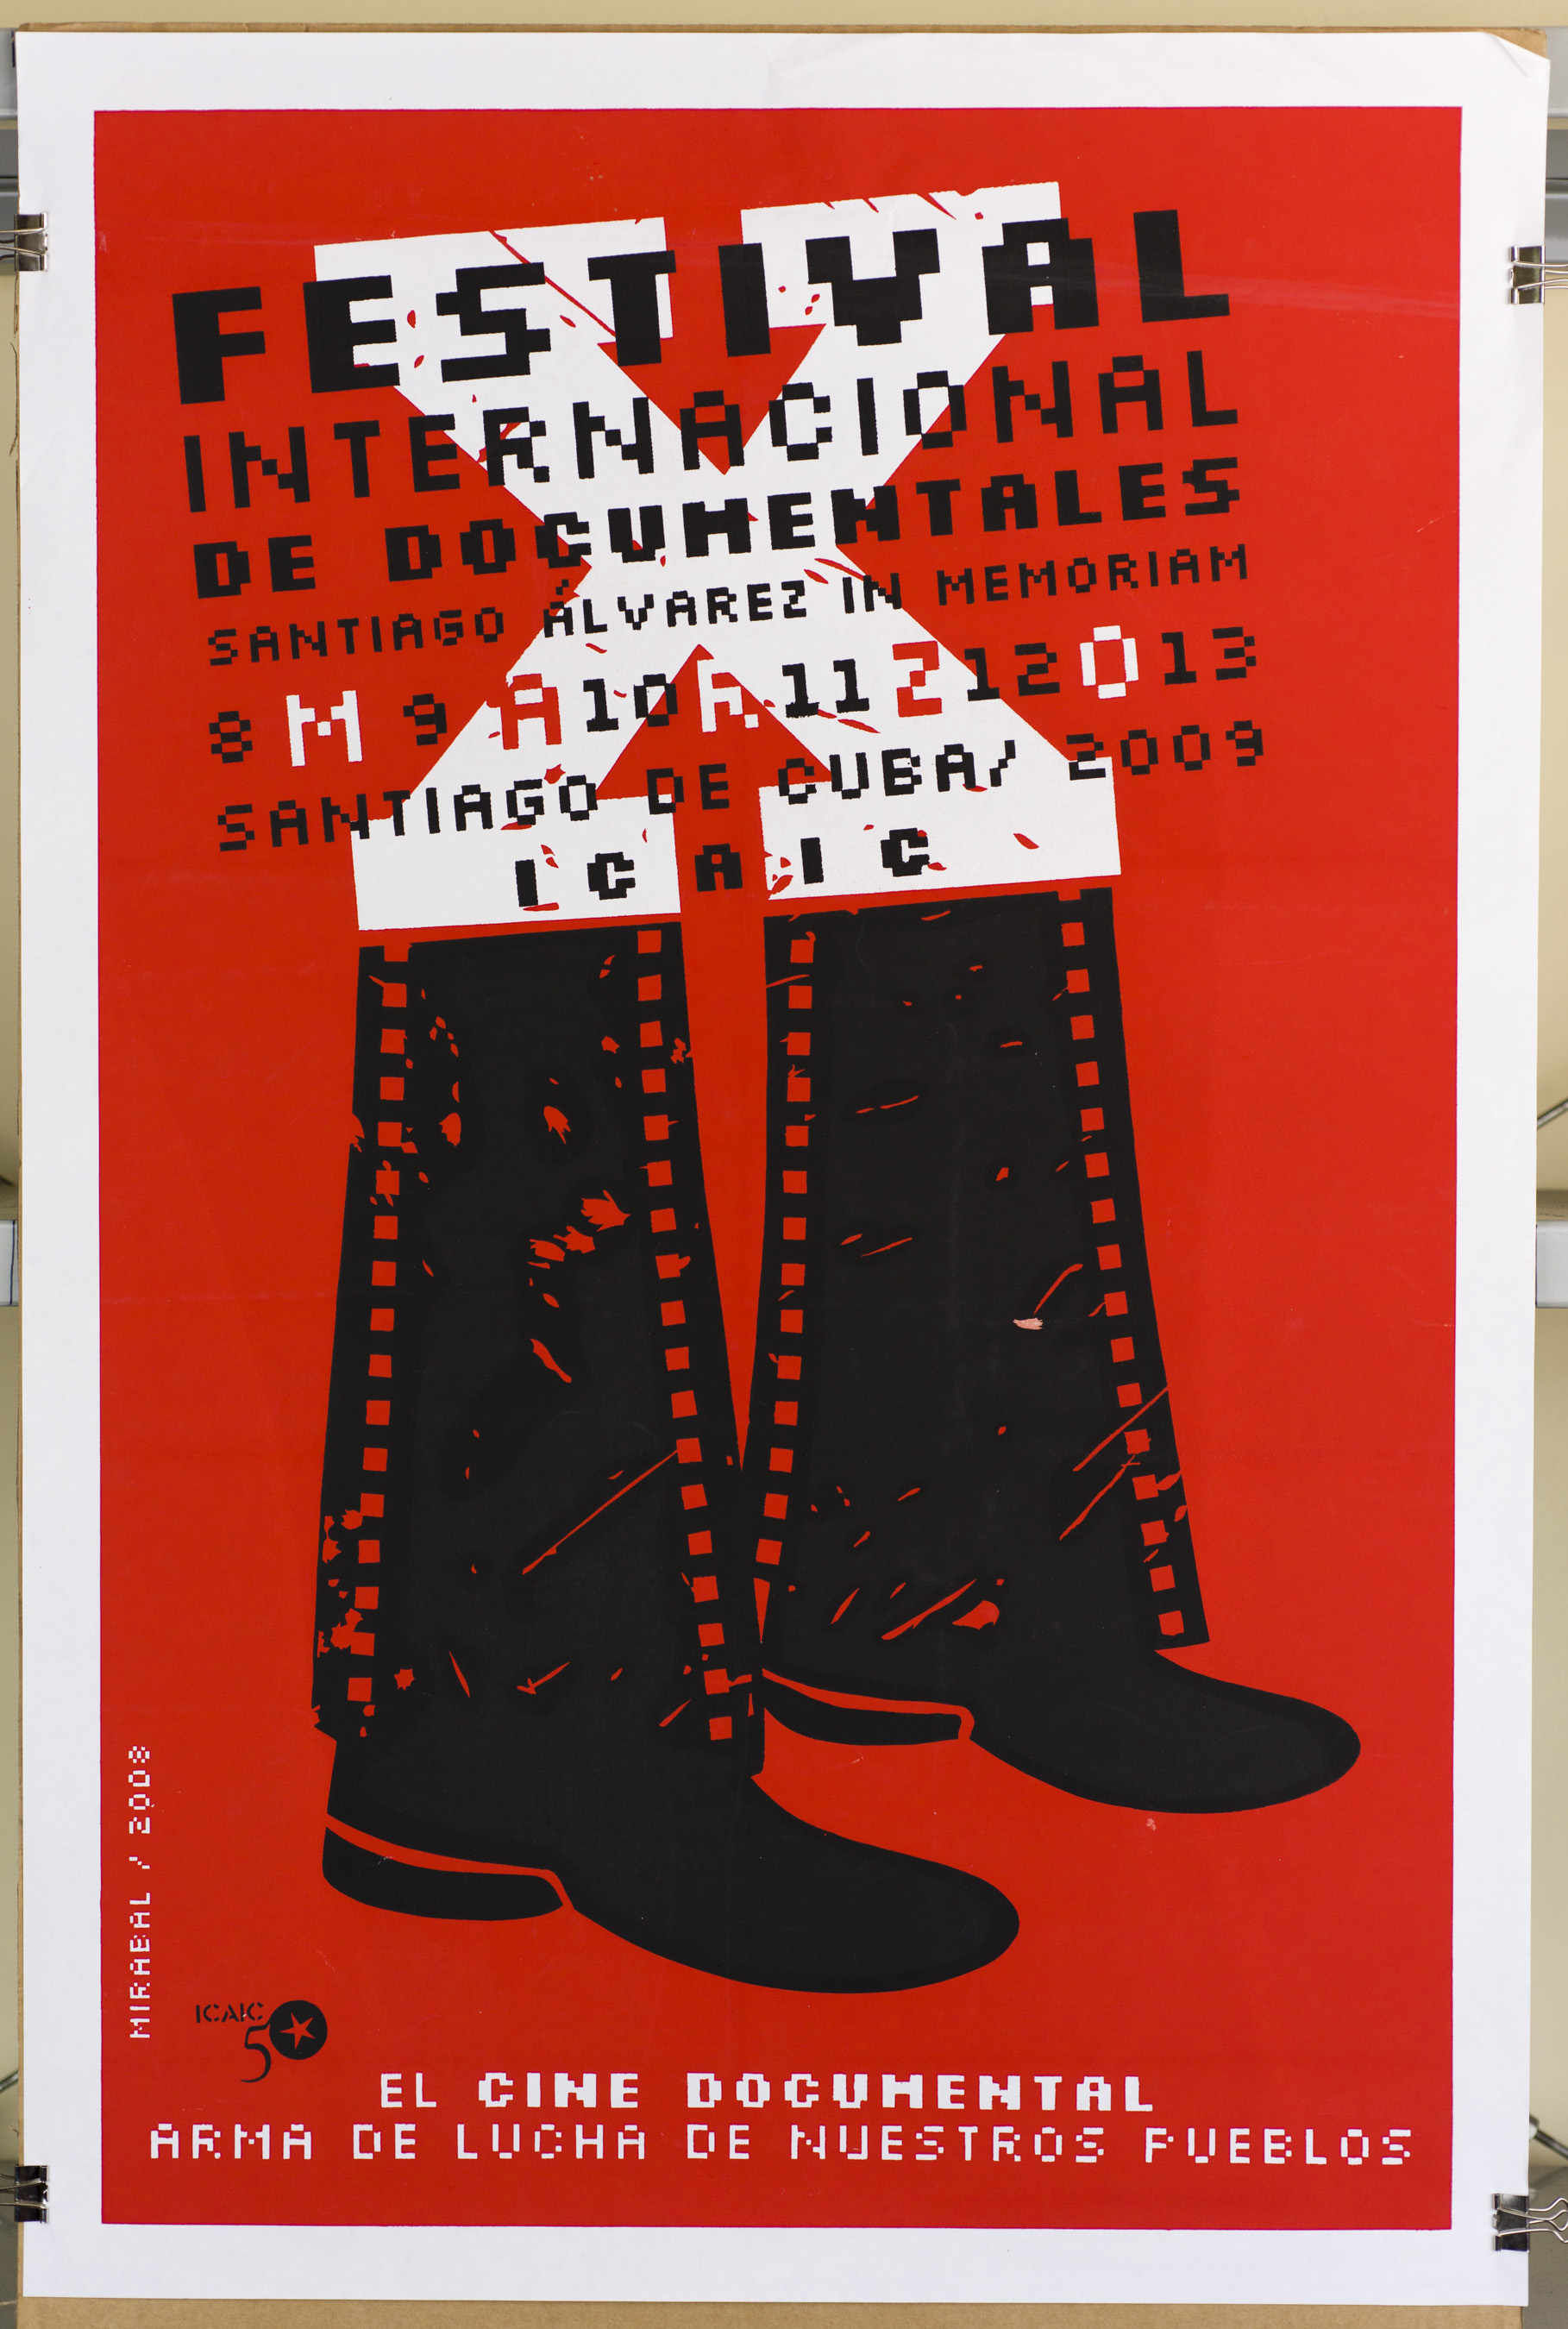 X
FESTIVAL
INTERNACIONAL
DE DOCUMENTALES
SANTIAGO ÁLVAREZ IN MEMORIAM
8 M 9 A 10 R 11 Z 12 O 13
SANTIAGO DE CUBA/ 2009
ICAIC
MIRABAL / 2008
ICAIC
50
EL CINE DOCUMENTAL
ARMA DE LUCHA DE NUESTROS PUEBLOS